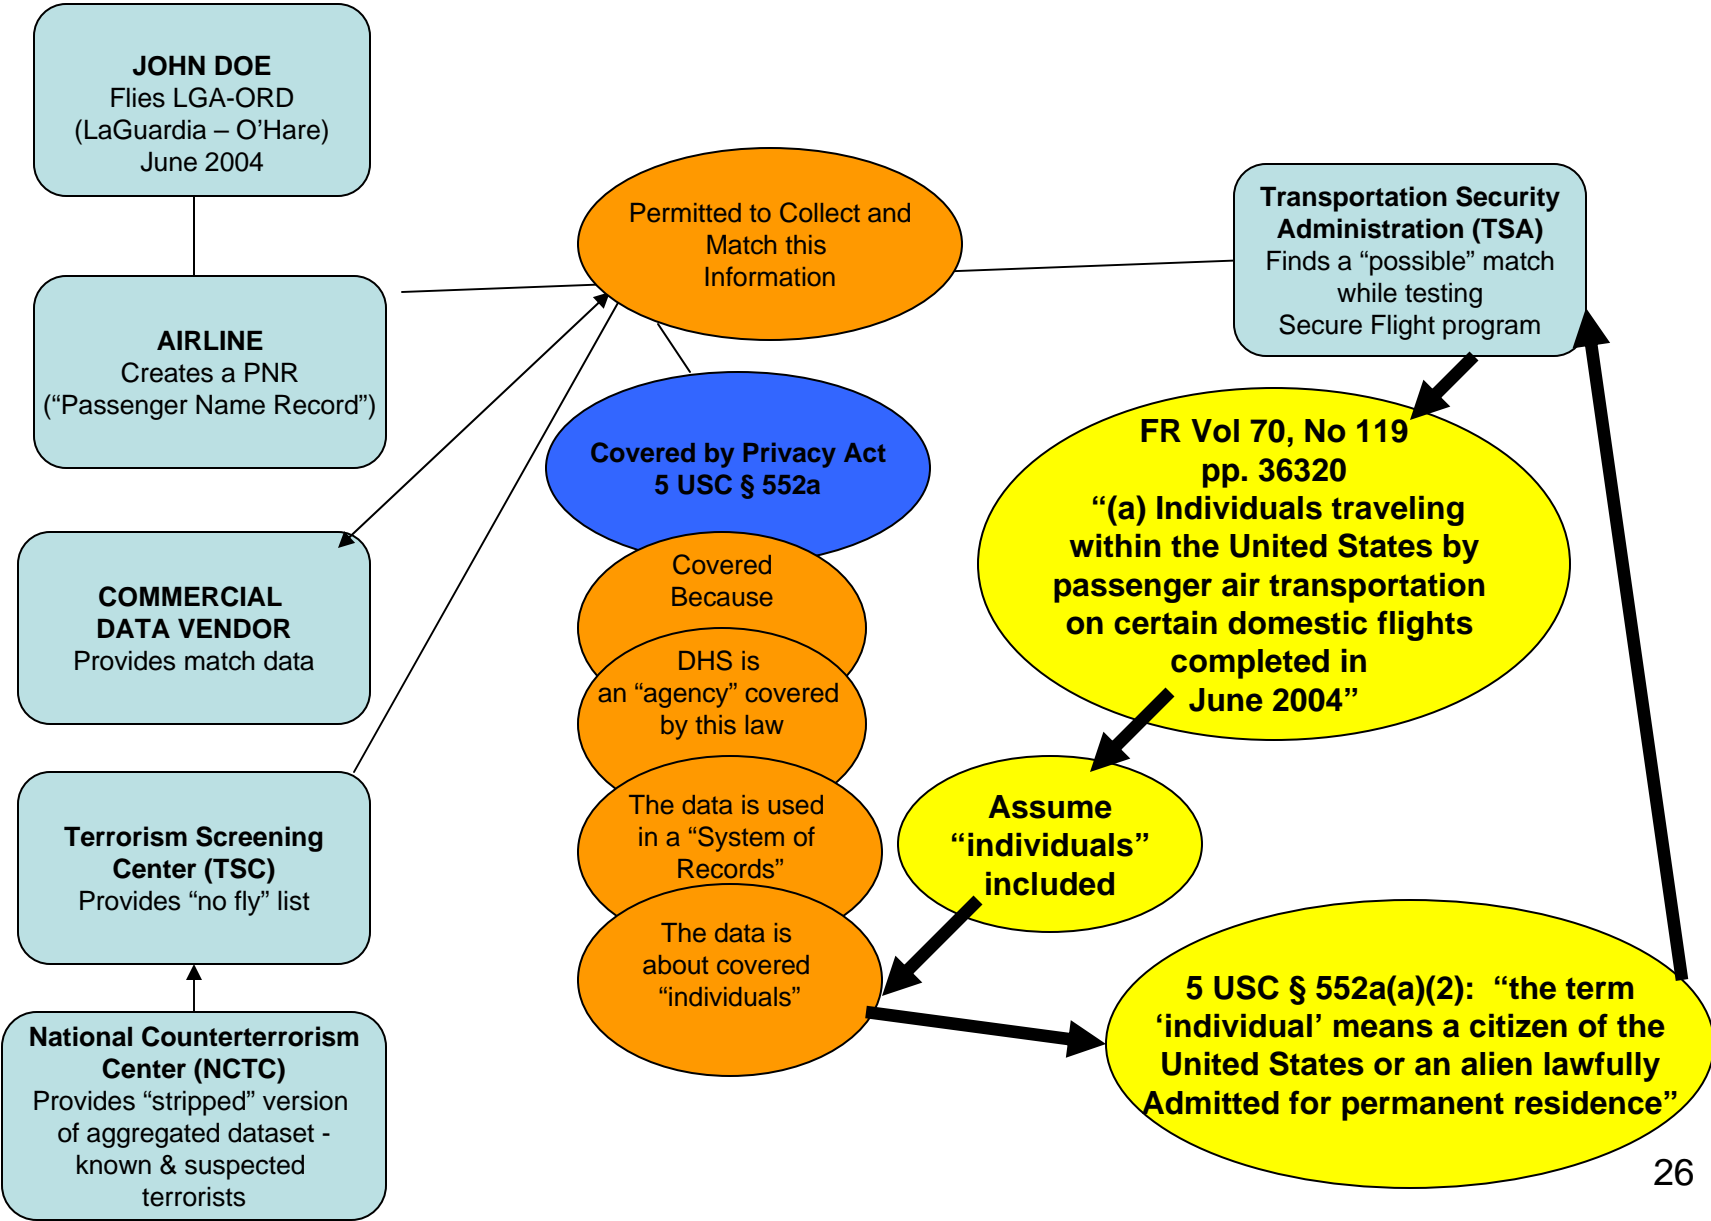 JOHN DOE
Flies LGA-ORD
(LaGuardia – O’Hare)
June 2004
AIRLINE
Creates a PNR
(“Passenger Name Record”)
COMMERCIAL
DATA VENDOR
Provides match data
Terrorism Screening
Center (TSC)
Provides “no fly” list
National Counterterrorism
Center (NCTC)
Provides “stripped” version
of aggregated dataset -
known & suspected
terrorists
Permitted to Collect and
Match this
Information
Covered by Privacy Act
5 USC § 552a
Covered
Because
DHS is
an “agency” covered
by this law
The data is used
in a “System of
Records”
The data is
about covered
“individuals”
Transportation Security
Administration (TSA)
Finds a “possible” match
while testing
Secure Flight program
FR Vol 70, No 119
pp. 36320
“(a) Individuals traveling
within the United States by
passenger air transportation
on certain domestic flights
completed in
June 2004”
Assume
“individuals”
included
5 USC § 552a(a)(2): “the term
‘individual’ means a citizen of the
United States or an alien lawfully
Admitted for permanent residence”
26